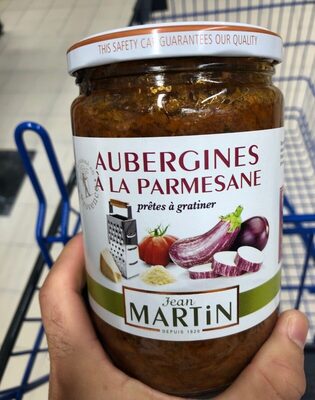 THIS SAFETY CAP GUARANTEES OUR QUALITY
AUBERGINES
À LA PARMESANE
prêtes à gratiner
Jean
MARTiN
DEPUIS 1920